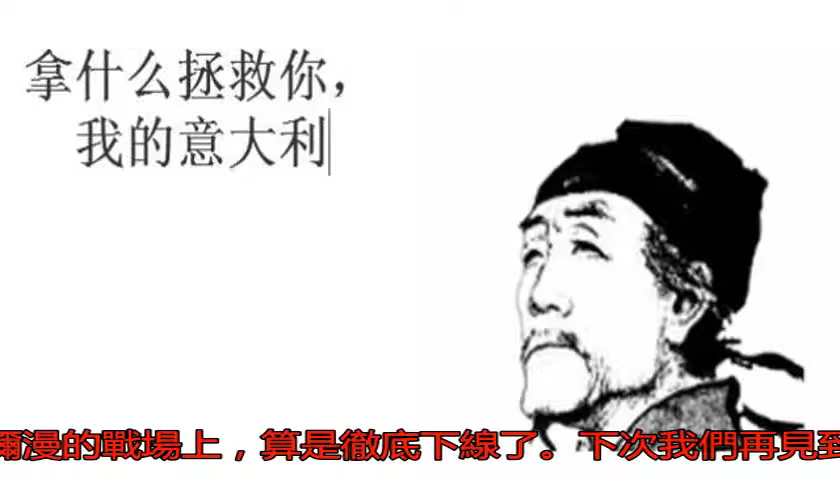 拿什么拯救你，
我的意大利
漫的戰場上，算是徹底下線了。下次我們再見到